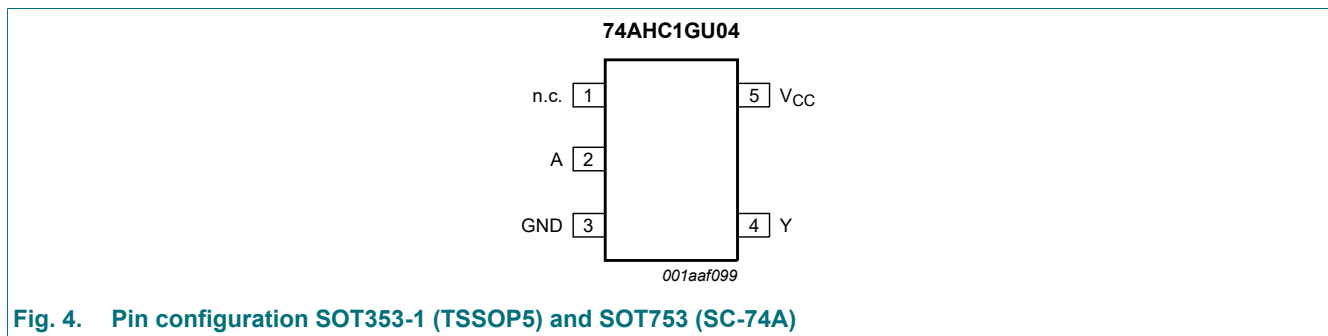 74AHC1GU04
n.c. 1
5 VCC
A 2
GND 3
4 Y
001aaf099
Fig. 4. Pin configuration SOT353-1 (TSSOP5) and SOT753 (SC-74A)